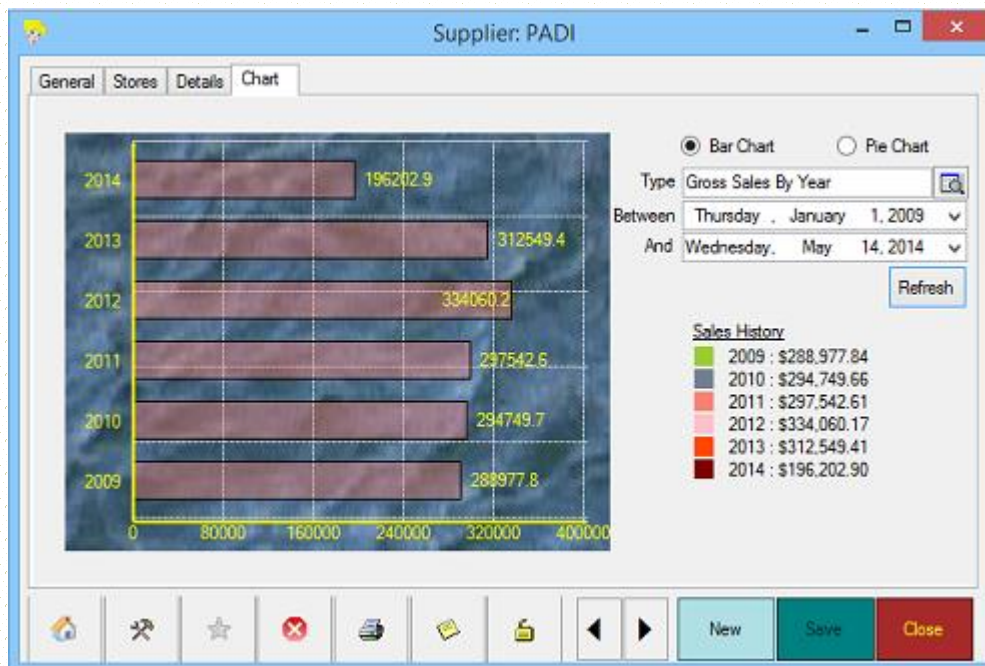 Supplier: PADI
General Stores Details Chart
2014 196202.9
2013 312549.4
2012 334060.2
2011 297542.6
2010 294749.7
2009 288977.8
0 80000 160000 240000 320000 400000
Bar Chart Pie Chart
Type Gross Sales By Year
Between Thursday , January 1, 2009
And Wednesday, May 14, 2014
Refresh
Sales History
2009 : $288,977.84
2010 : $294,749.66
2011 : $297,542.61
2012 : $334,060.17
2013 : $312,549.41
2014 : $196,202.90
New Save Close